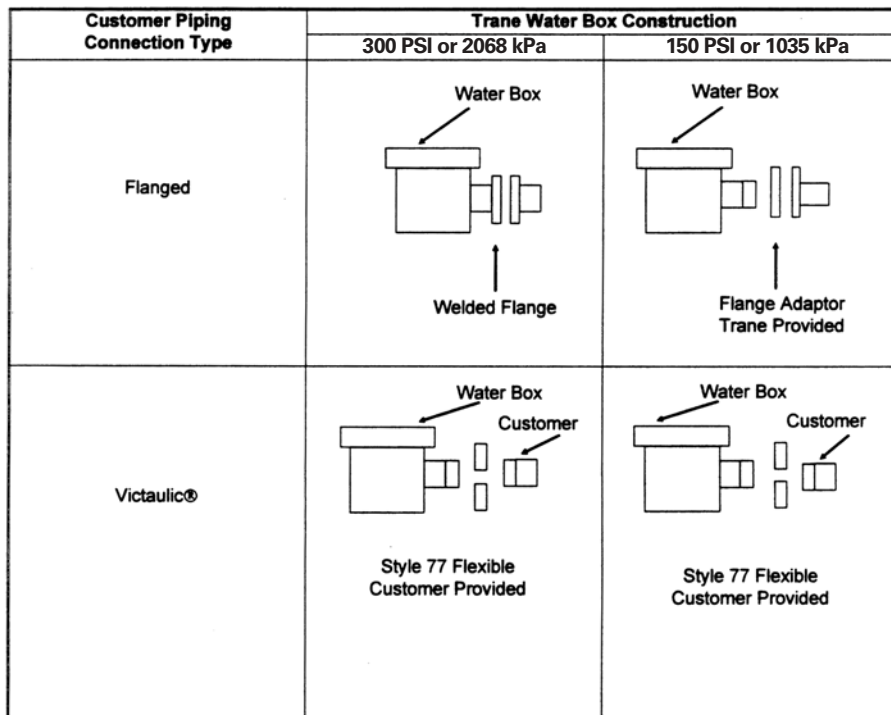 Customer Piping
Connection Type
Trane Water Box Construction
300 PSI or 2068 kPa
150 PSI or 1035 kPa
Flanged
Water Box
Welded Flange
Water Box
Flange Adaptor
Trane Provided
Victaulic®
Water Box
Customer
Style 77 Flexible
Customer Provided
Water Box
Customer
Style 77 Flexible
Customer Provided